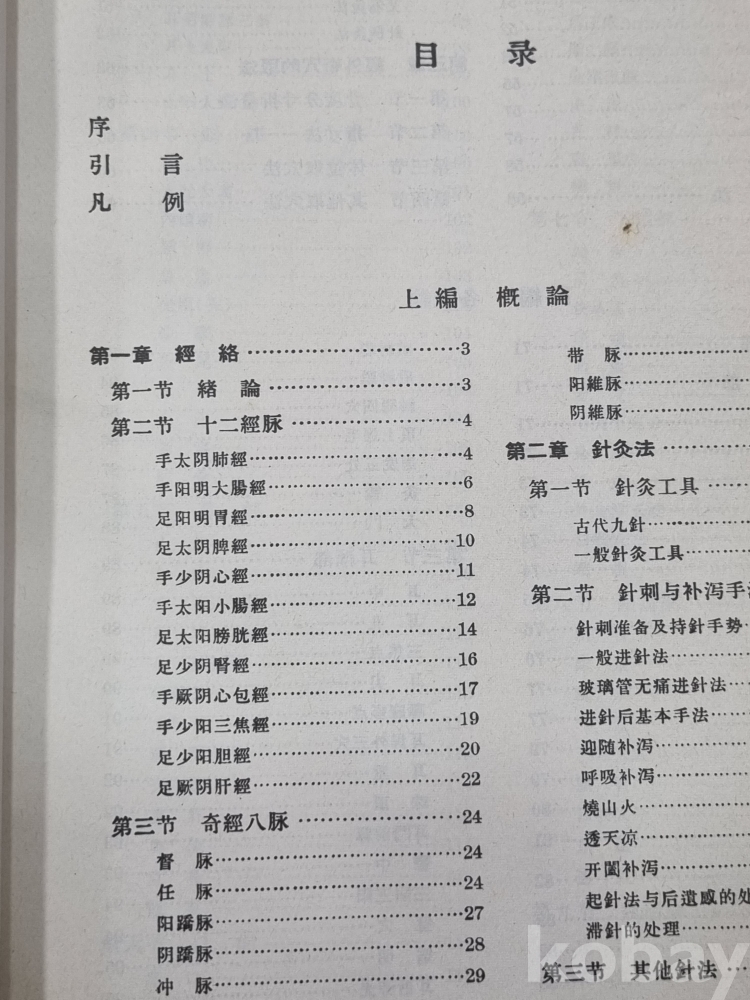 目 录
序
引 言
凡 例
上編 概論
第一章 經 絡………………………3
第一节 緒 論………………………3
第二节 十二經脉………………………4
手太阴肺經………………………4
手阳明大腸經………………………6
足阳明胃經………………………8
足太阴脾經………………………10
手少阴心經………………………11
手太阳小腸經………………………12
足太阳膀胱經………………………14
足少阴腎經………………………16
手厥阴心包經………………………17
手少阳三焦經………………………19
足少阳胆經………………………20
足厥阴肝經………………………22
第三节 奇經八脉………………………24
督 脉………………………24
任 脉………………………24
阳蹻脉………………………27
阴蹻脉………………………28
冲 脉………………………29
带 脉………………
阳維脉………………
阴維脉………………
第二章 針灸法………………
第一节 針灸工具………
古代九針………………
一般針灸工具………
第二节 針刺与补泻手法
針刺准备及持針手勢…
一般进針法…………
玻璃管无痛进針法……
进針后基本手法……
迎随补泻……………
呼吸补泻……………
燒山火………………
透天凉………………
开闔补泻……………
起針法与后遺感的处
滞針的处理…………
第三节 其他針法……
kobay